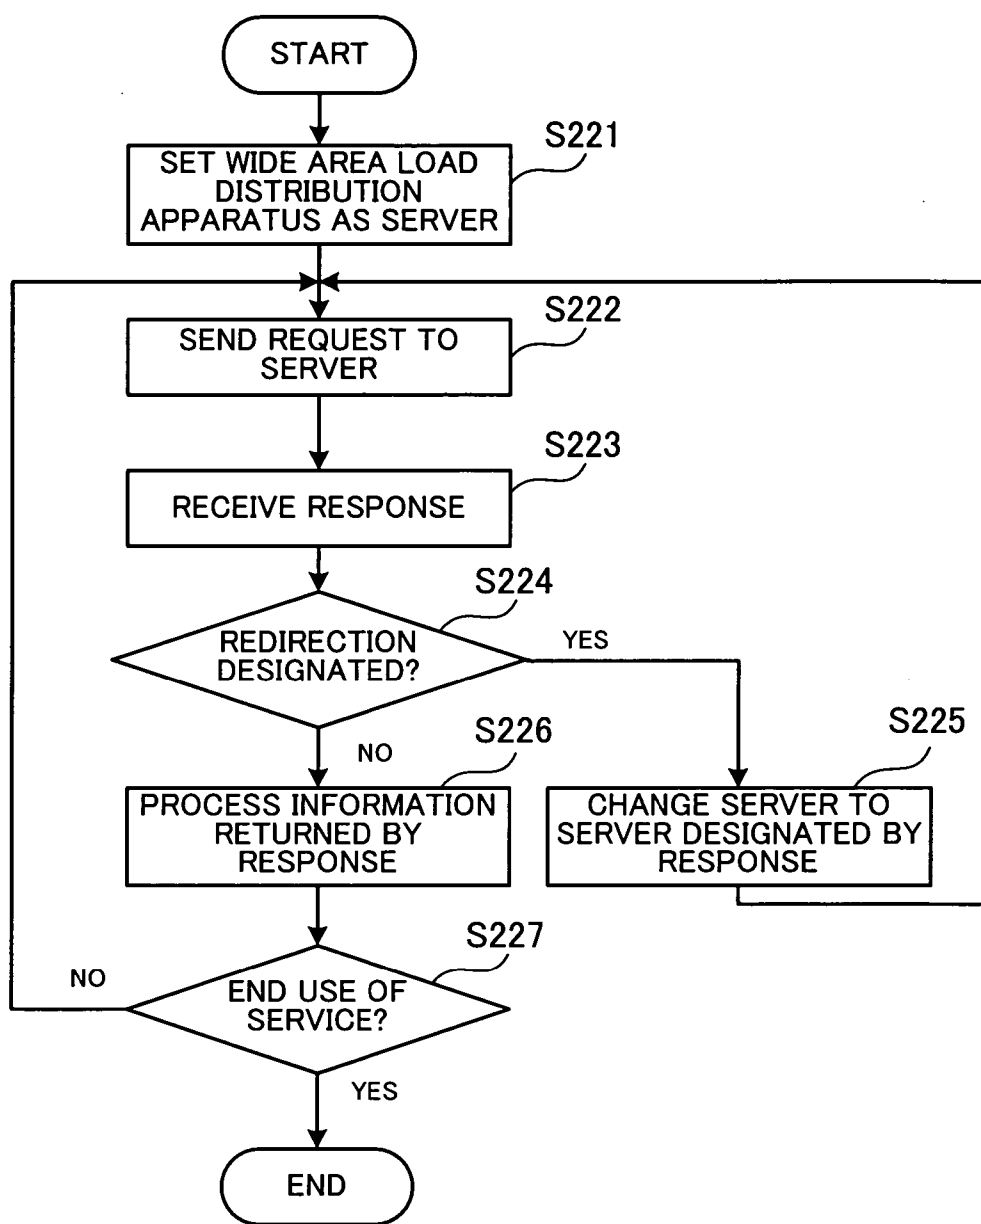 START
S221
SET WIDE AREA LOAD
DISTRIBUTION
APPARATUS AS SERVER
S222
SEND REQUEST TO
SERVER
S223
RECEIVE RESPONSE
S224
REDIRECTION
DESIGNATED?
YES
NO
S226
PROCESS INFORMATION
RETURNED BY
RESPONSE
S225
CHANGE SERVER TO
SERVER DESIGNATED BY
RESPONSE
S227
NO
END USE OF
SERVICE?
YES
END